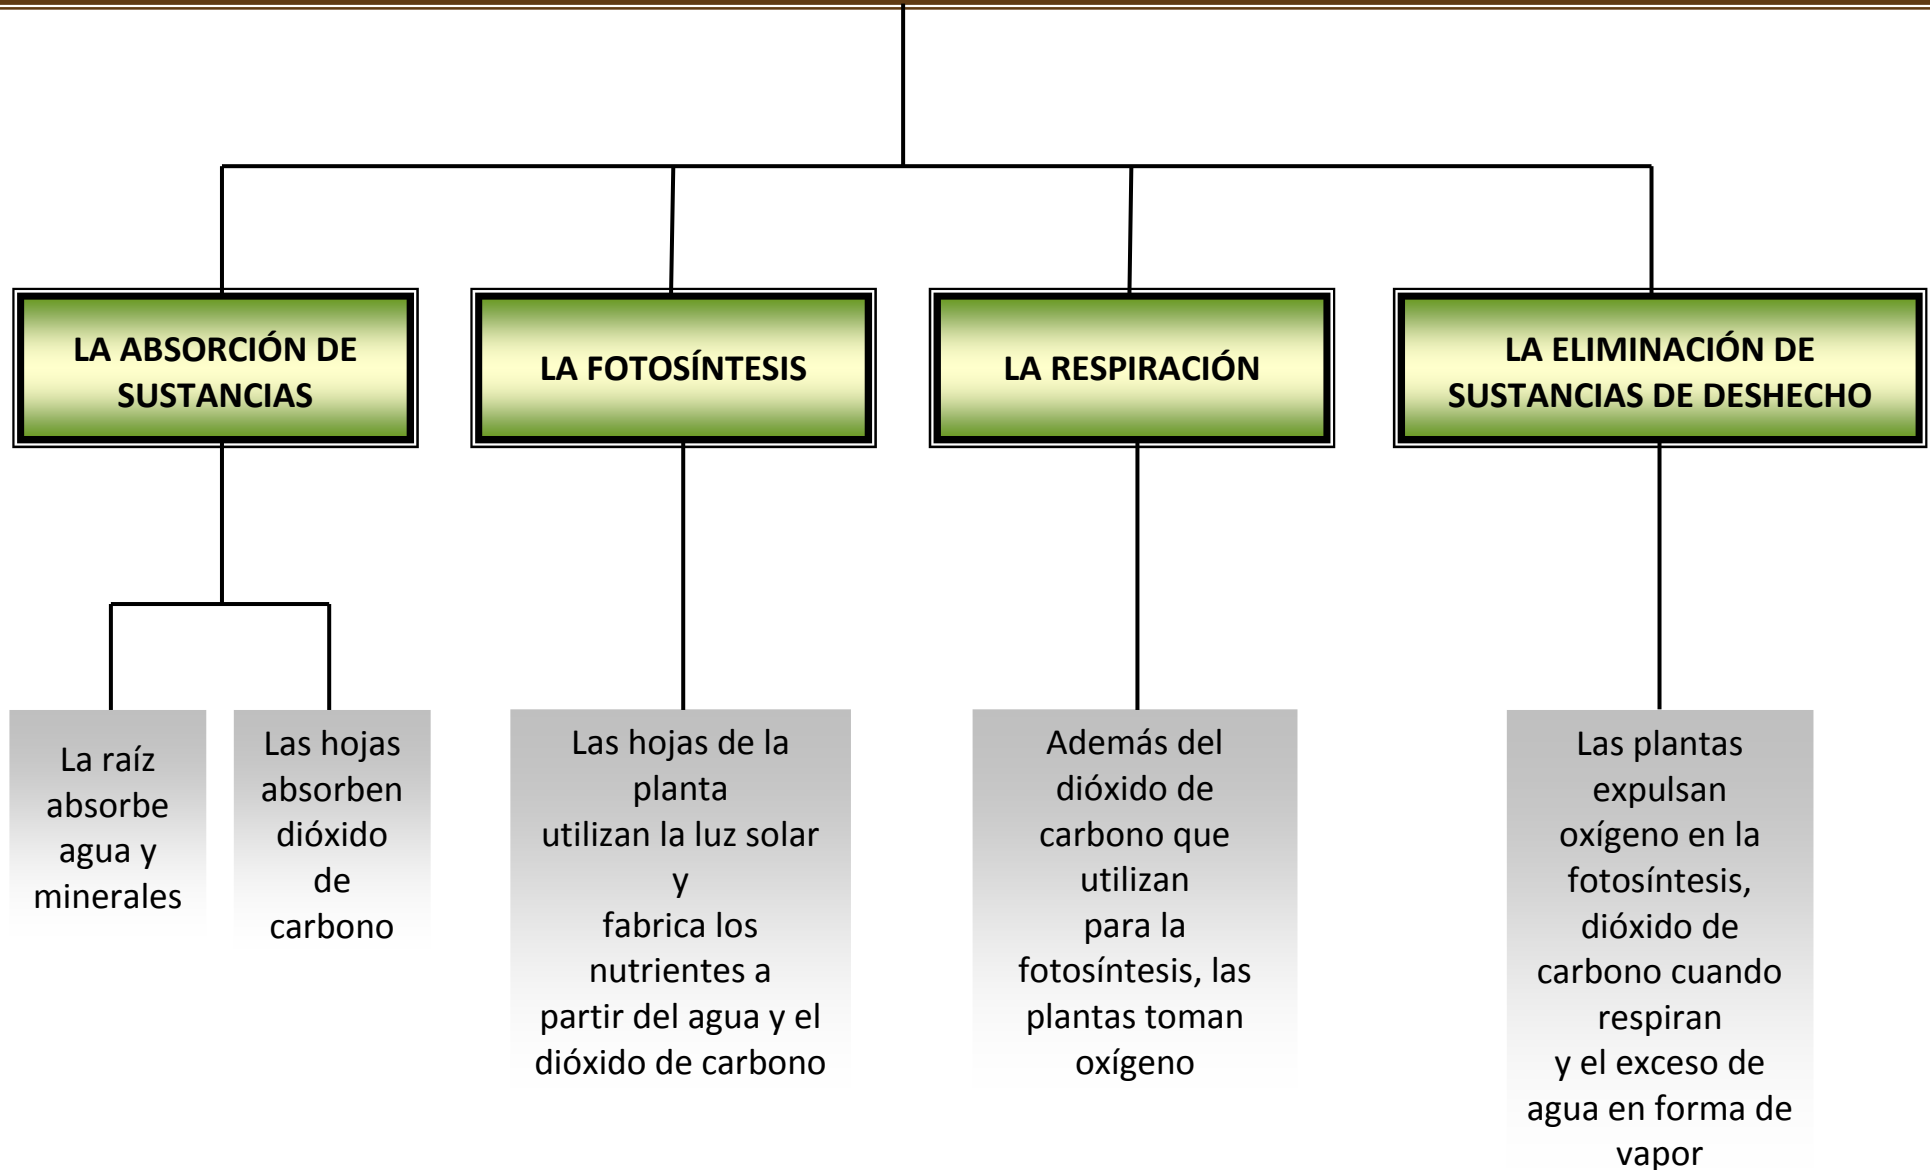 LA ABSORCIÓN DE
SUSTANCIAS
LA FOTOSÍNTESIS
LA RESPIRACIÓN
LA ELIMINACIÓN DE
SUSTANCIAS DE DESHECHO
La raíz
absorbe
agua y
minerales
Las hojas
absorben
dióxido
de
carbono
Las hojas de la
planta
utilizan la luz solar
y
fabrica los
nutrientes a
partir del agua y el
dióxido de carbono
Además del
dióxido de
carbono que
utilizan
para la
fotosíntesis, las
plantas toman
oxígeno
Las plantas
expulsan
oxígeno en la
fotosíntesis,
dióxido de
carbono cuando
respiran
y el exceso de
agua en forma de
vapor